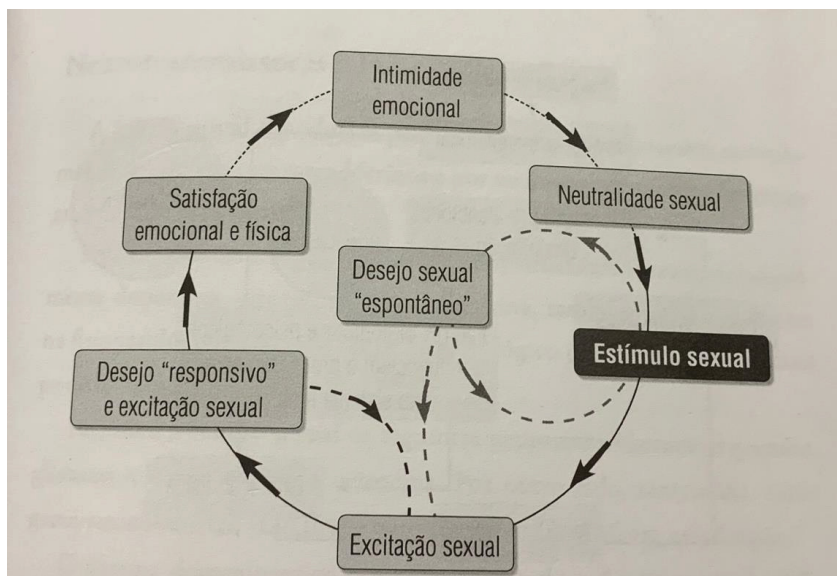 Intimidade
emocional
Neutralidade sexual
Satisfação
emocional e física
Desejo sexual
"espontâneo"
Estímulo sexual
Desejo "responsivo"
e excitação sexual
Excitação sexual